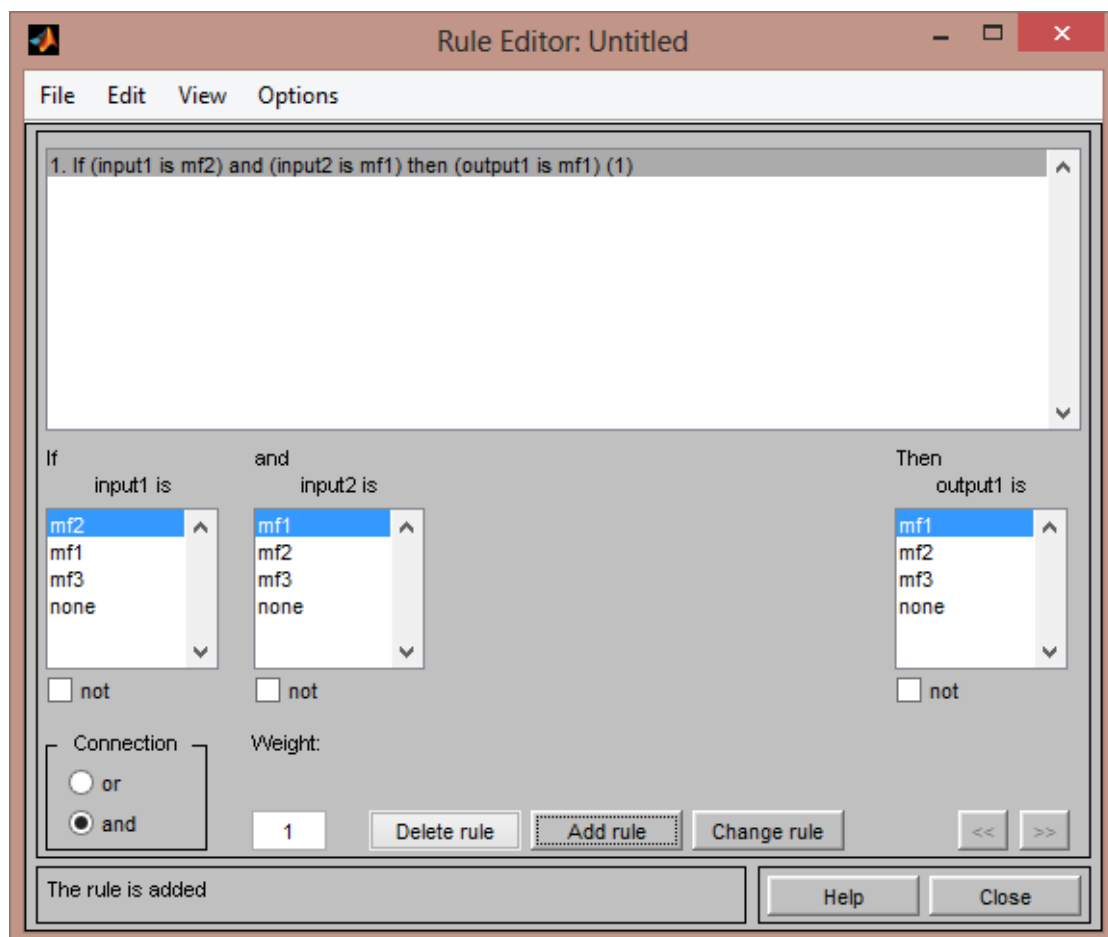 Rule Editor: Untitled
File Edit View Options
1. If (input1 is mf2) and (input2 is mf1) then (output1 is mf1) (1)
If and Then
input1 is input2 is output1 is
mf2 mf1 mf1
mf1 mf2 mf2
mf3 mf3 mf3
none none none
not not not
Connection Weight:
or
and 1 Delete rule Add rule Change rule << >>
The rule is added Help Close